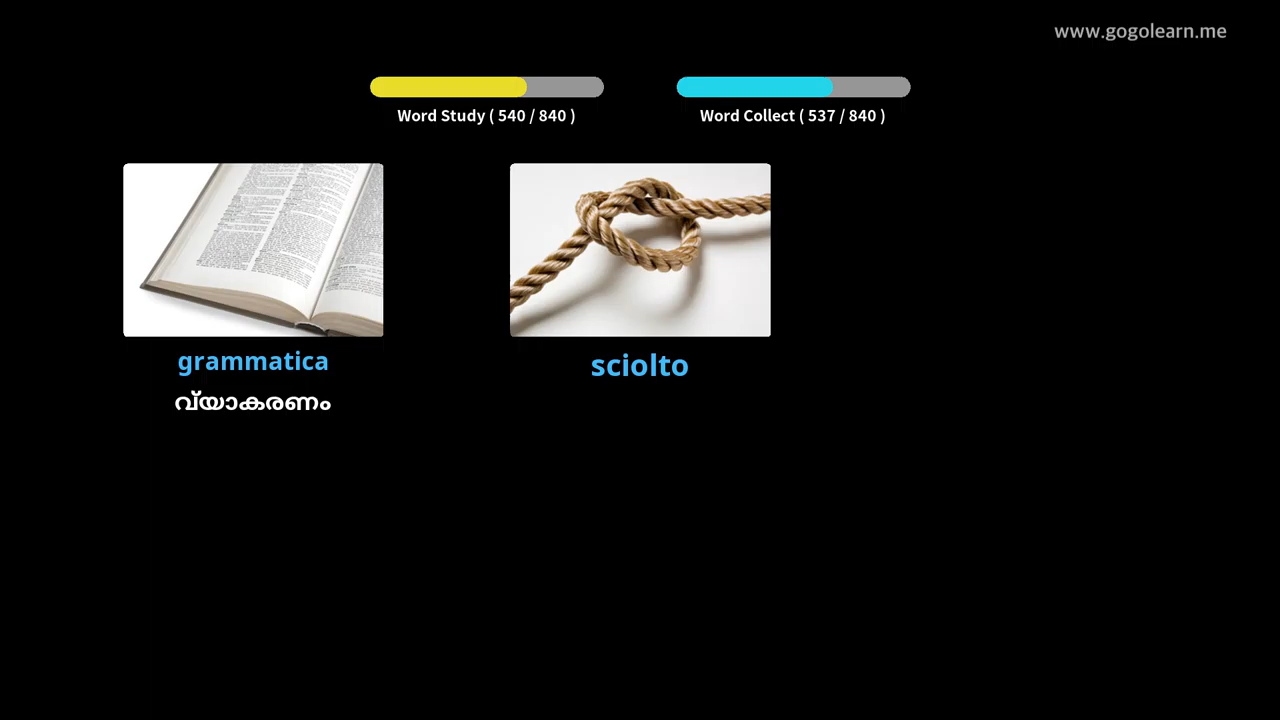 www.gogolearn.me
Word Study ( 540 / 840 )
Word Collect ( 537 / 840 )
grammatica
വ്യാകരണം
sciolto